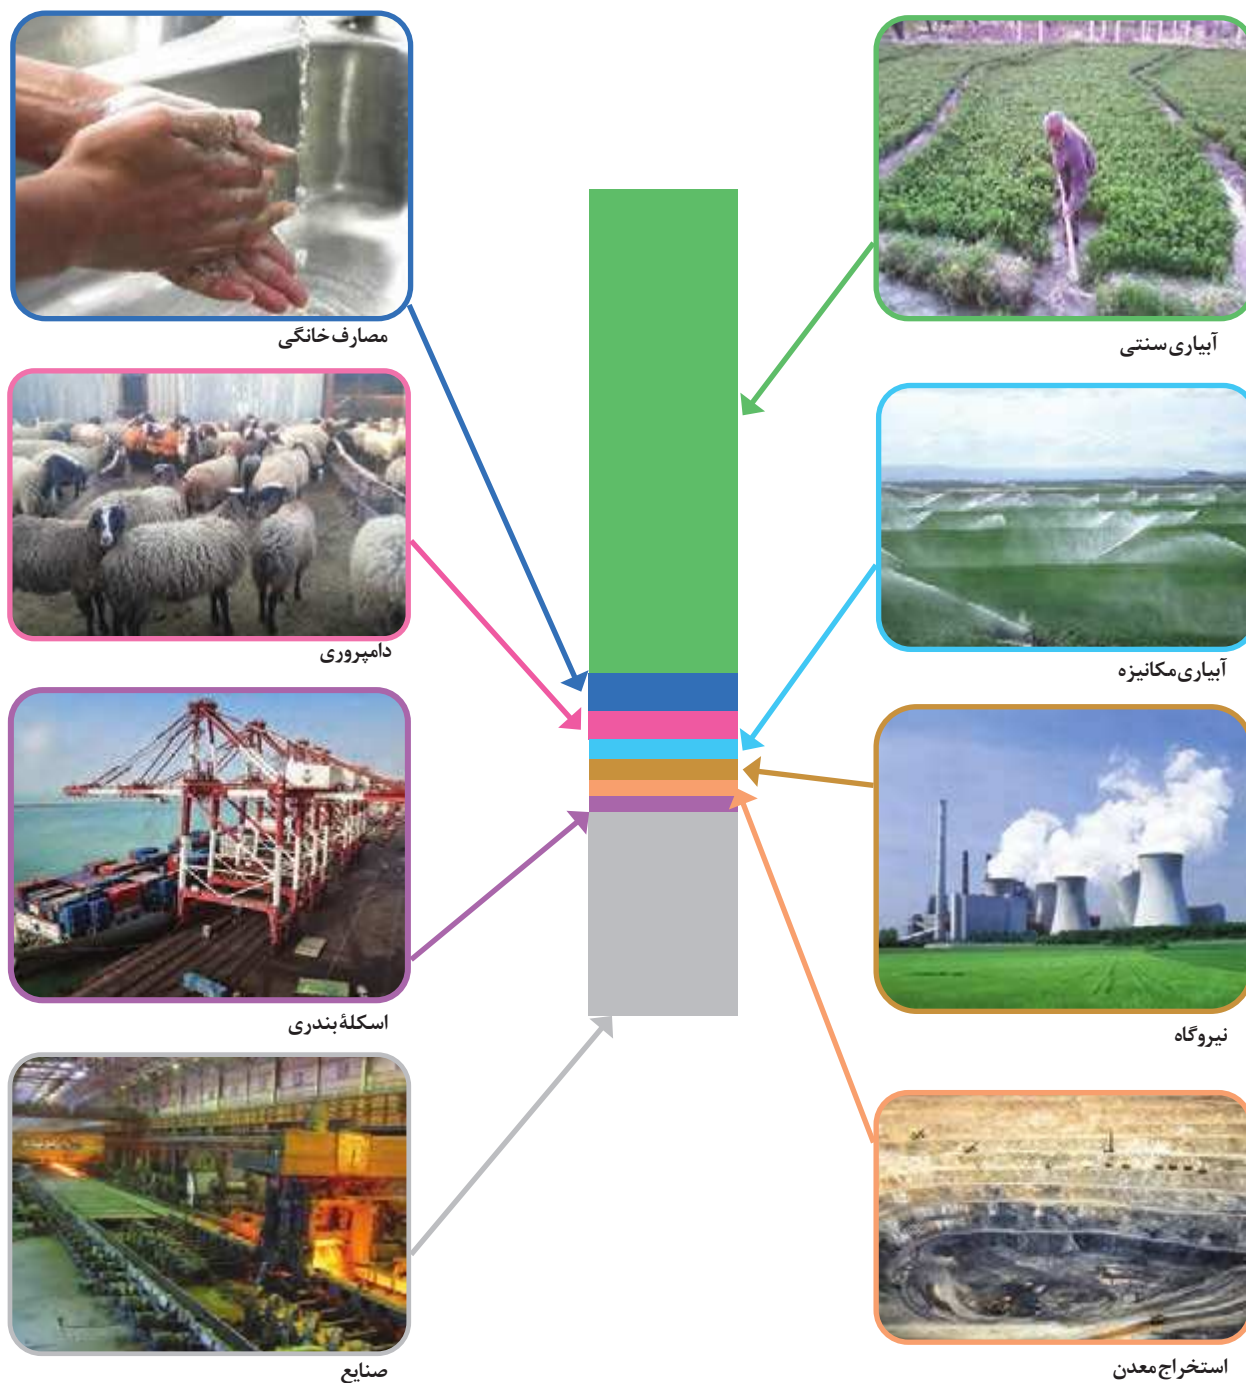 آبیاری سنتی
مصارف خانگی
آبیاری مکانیزه
دامپروری
نیروگاه
اسکلهٔ بندری
استخراج معدن
صنایع